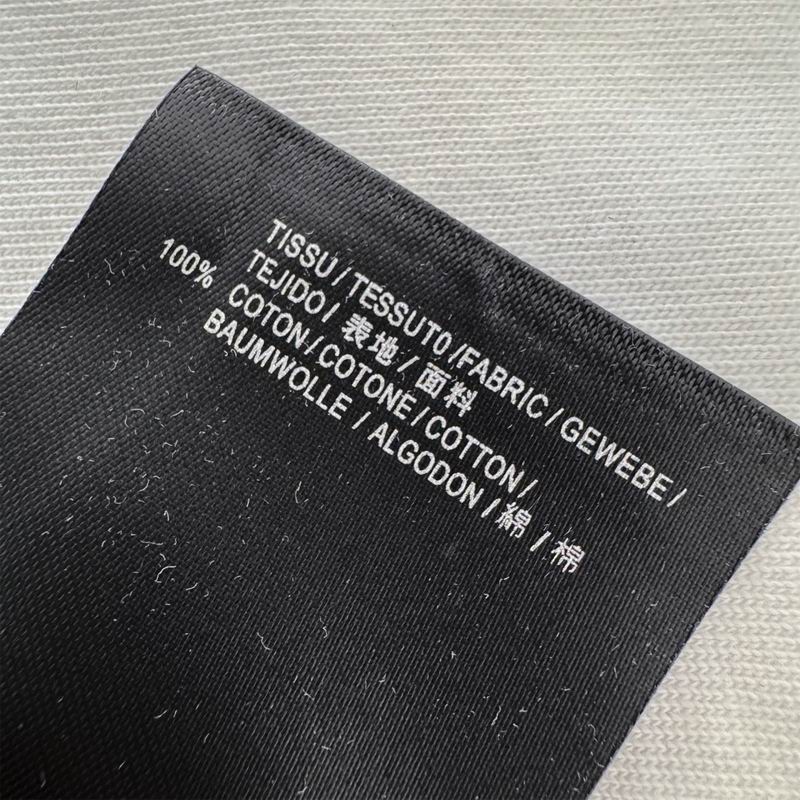 TISSU / TESSUTO / FABRIC / GEWEBE /
TEJIDO / 表地 / 面料
100% COTON / COTONE / COTTON /
BAUMWOLLE / ALGODON / 綿 / 棉